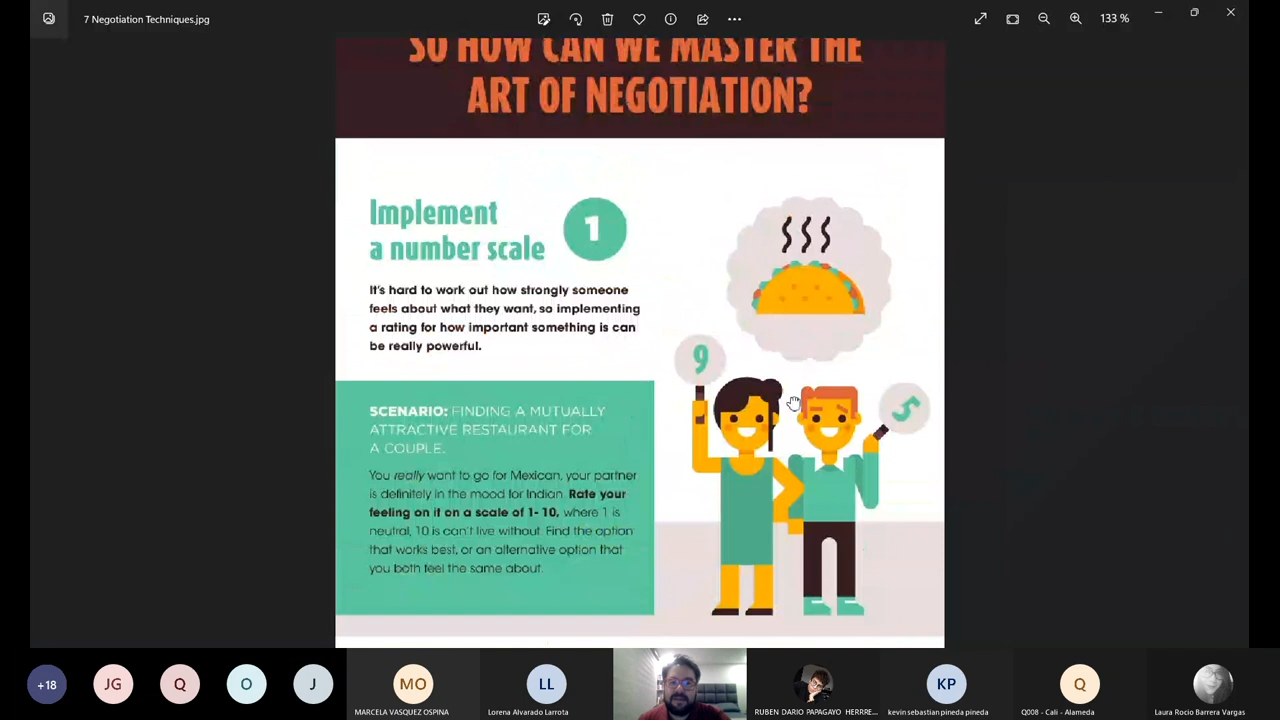 7 Negotiation Techniques.jpg
133 %
SO HOW CAN WE MASTER THE
ART OF NEGOTIATION?
Implement
a number scale
1
It's hard to work out how strongly someone
feels about what they want, so implementing
a rating for how important something is can
be really powerful.
9
5
SCENARIO: FINDING A MUTUALLY
ATTRACTIVE RESTAURANT FOR
A COUPLE.
You really want to go for Mexican, your partner
is definitely in the mood for Indian. Rate your
feeling on it on a scale of 1- 10, where 1 is
neutral, 10 is can't live without. Find the option
that works best, or an alternative option that
you both feel the same about.
+18
JG
Q
O
J
MO
LL
KP
Q
MARCELA VASQUEZ OSPINA
Lorena Alvarado Larrota
RUBEN DARIO PAPAGAYO HERRRE...
kevin sebastian pineda pineda
Q008 - Cali - Alameda
Laura Rocio Barrera Vargas